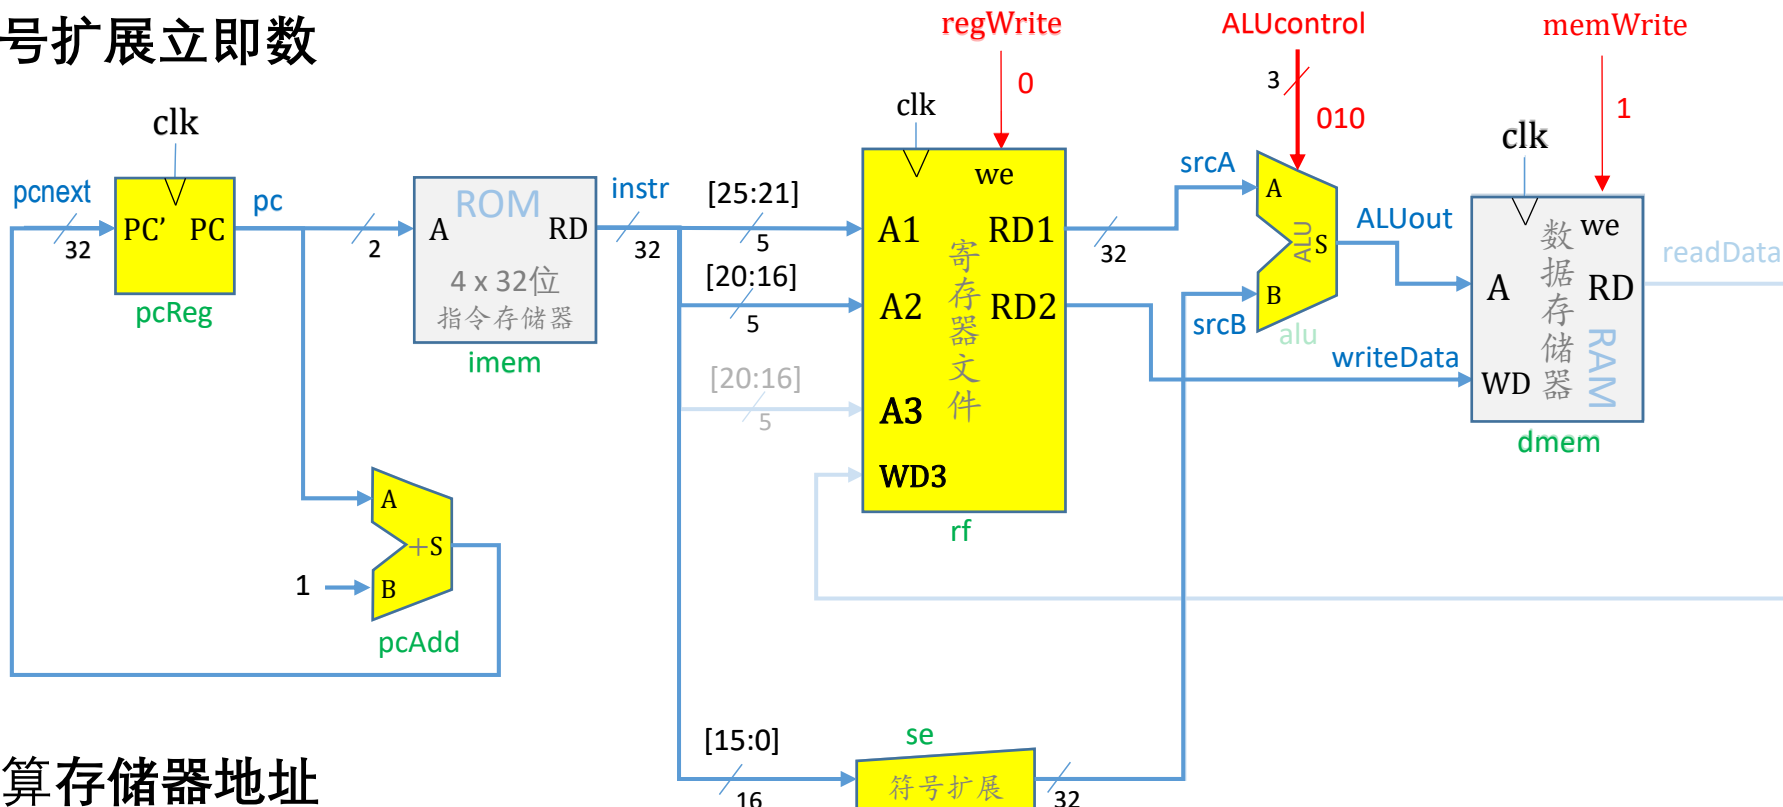 号扩展立即数
regWrite
0
ALUcontrol
3
010
memWrite
1
clk
pcnext
32
PC' PC
pcReg
pc
2
ROM
A
RD
4 x 32位
指令存储器
imem
instr
32
[25:21]
5
[20:16]
5
[20:16]
5
clk
we
A1
RD1
A2
RD2
A3
WD3
寄存器文件
rf
32
srcA
srcB
A
B
ALU
S
alu
ALUout
writeData
clk
we
A
RD
WD
数据存储器
RAM
dmem
readData
A
+S
B
1
pcAdd
[15:0]
16
se
符号扩展
32
算存储器地址